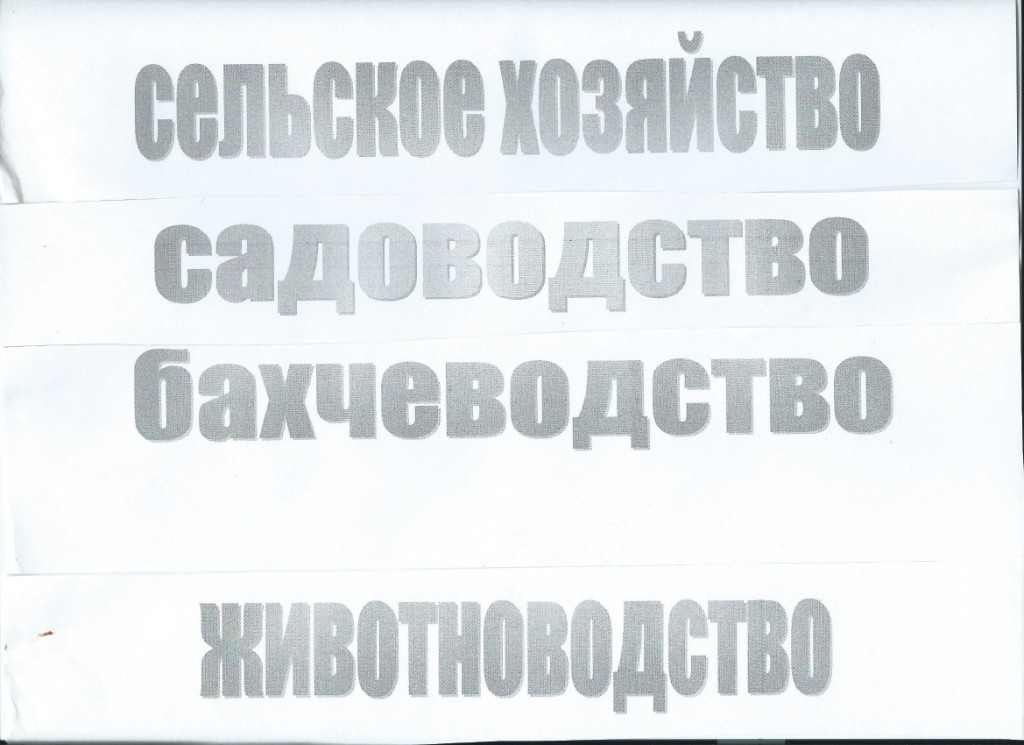 сельское хозяйство
садоводство
бахчеводство
животноводство